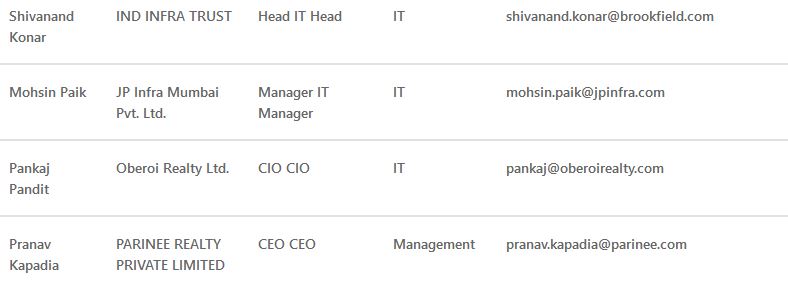 Shivanand Konar IND INFRA TRUST Head IT Head IT shivanand.konar@brookfield.com
Mohsin Paik JP Infra Mumbai Pvt. Ltd. Manager IT Manager IT mohsin.paik@jpinfra.com
Pankaj Pandit Oberoi Realty Ltd. CIO CIO IT pankaj@oberoirealty.com
Pranav Kapadia PARINEE REALTY PRIVATE LIMITED CEO CEO Management pranav.kapadia@parinee.com